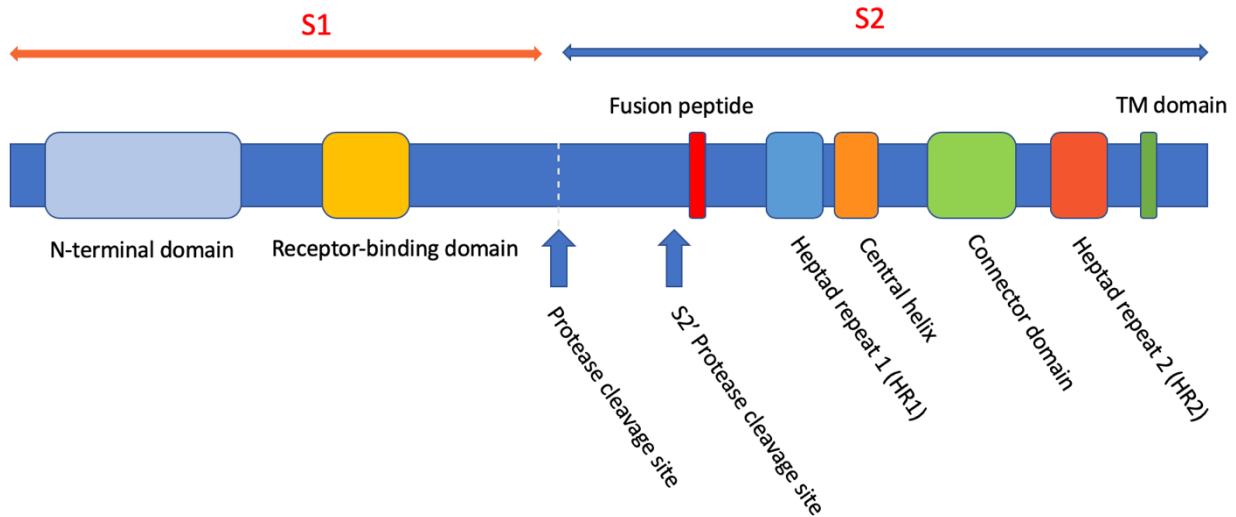 S1
S2
Fusion peptide
TM domain
N-terminal domain
Receptor-binding domain
Protease cleavage site
S2’ Protease cleavage site
Heptad repeat 1 (HR1)
Central helix
Connector domain
Heptad repeat 2 (HR2)